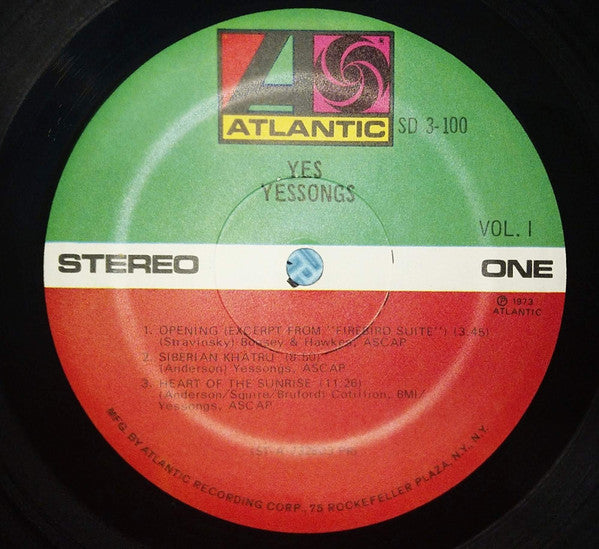 ATLANTIC
SD 3-100
YES
YESSONGS
VOL. I
STEREO
ONE
℗ 1973
ATLANTIC
1. OPENING (EXCERPT FROM "FIREBIRD SUITE") (3:45)
(Stravinsky) Boosey & Hawkes, ASCAP
2. SIBERIAN KHATRU (8:50)
(Anderson) Yessongs, ASCAP
3. HEART OF THE SUNRISE (11:26)
(Anderson/Squire/Bruford) Cotillion, BMI/
Yessongs, ASCAP
MFG. BY ATLANTIC RECORDING CORP., 75 ROCKEFELLER PLAZA, N.Y., N.Y.